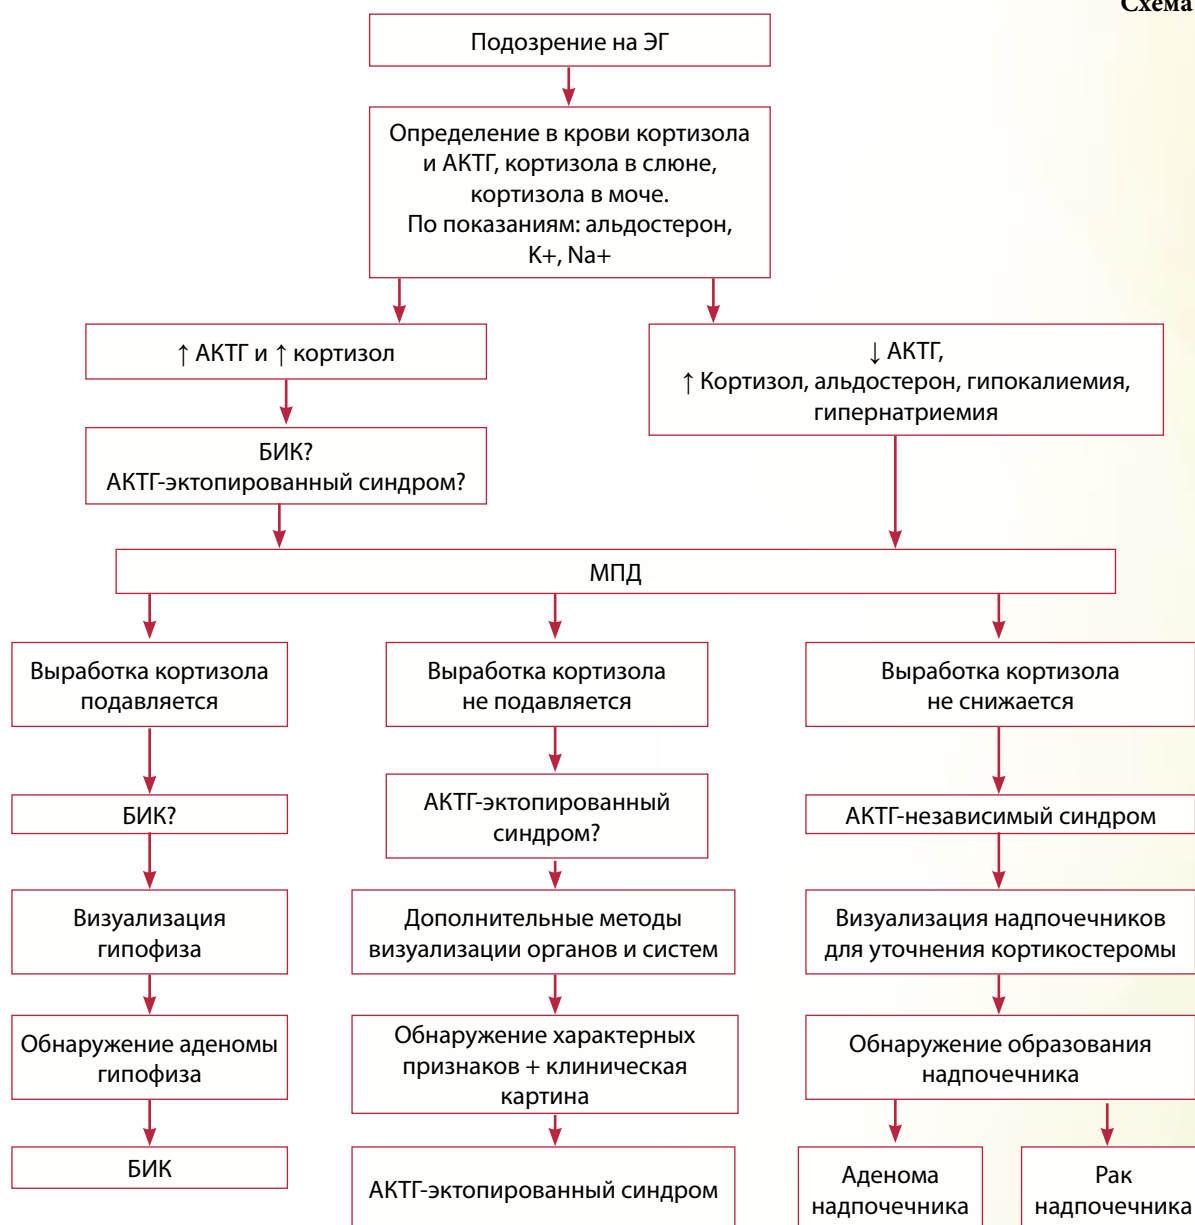 Схема
Подозрение на ЭГ
Определение в крови кортизола
и АКТГ, кортизола в слюне,
кортизола в моче.
По показаниям: альдостерон,
K+, Na+
↑ АКТГ и ↑ кортизол
↓ АКТГ,
↑ Кортизол, альдостерон, гипокалиемия,
гипернатриемия
БИК?
АКТГ-эктопированный синдром?
МПД
Выработка кортизола
подавляется
Выработка кортизола
не подавляется
Выработка кортизола
не снижается
БИК?
АКТГ-эктопированный
синдром?
АКТГ-независимый синдром
Визуализация
гипофиза
Дополнительные методы
визуализации органов и систем
Визуализация надпочечников
для уточнения кортикостеромы
Обнаружение аденомы
гипофиза
Обнаружение характерных
признаков + клиническая
картина
Обнаружение образования
надпочечника
БИК
АКТГ-эктопированный синдром
Аденома
надпочечника
Рак
надпочечника